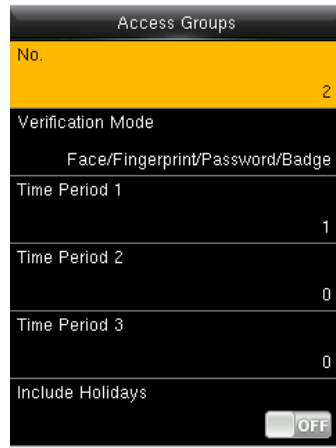 Access Groups
No.
2
Verification Mode
Face/Fingerprint/Password/Badge
Time Period 1
1
Time Period 2
0
Time Period 3
0
Include Holidays
OFF